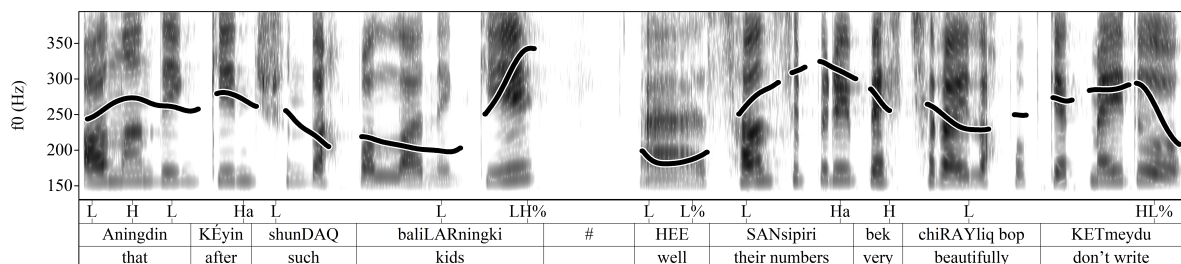 350
300
250
200
150
f0 (Hz)
L H L Ha L L LH% L L% L Ha H L HL%
Aningdin KÉyin shunDAQ baliLARningki # HEE SANsipiri bek chiRAYliq bop KETmeydu
that after such kids well their numbers very beautifully don't write